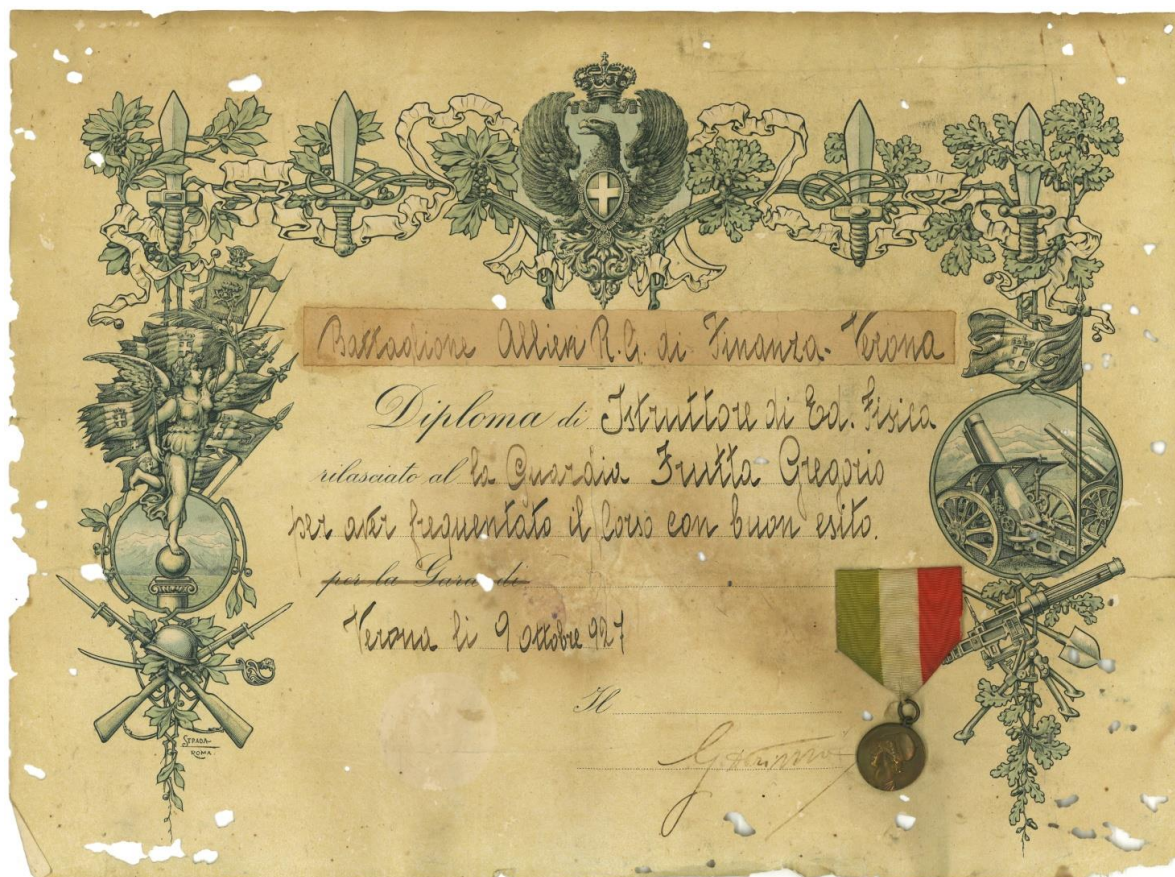 Battaglione Allievi R.G. di Finanza - Verona
Diploma di Istruttore di Ed. Fisica
rilasciato al la Guardia Frutta Gregorio
per aver frequentato il Corso con buon esito.
per la Gara di
Verona li 9 ottobre 927
Il
ROMA